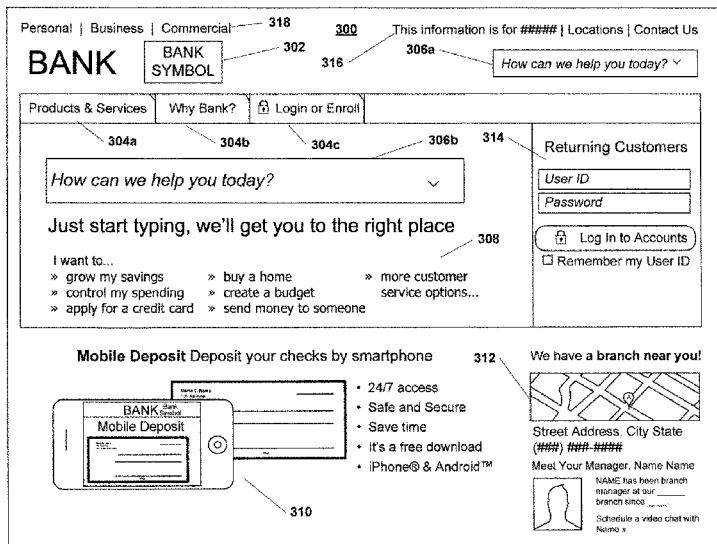 Personal | Business | Commercial 318 300 This information is for ##### | Locations | Contact Us
BANK BANK SYMBOL 302 316 306a How can we help you today?
Products & Services Why Bank? Login or Enroll
304a 304b 304c 306b 314 Returning Customers
How can we help you today? User ID
Password
Just start typing, we'll get you to the right place
308 Log In to Accounts
I want to... Remember my User ID
» grow my savings » buy a home » more customer
» control my spending » create a budget service options...
» apply for a credit card » send money to someone
Mobile Deposit Deposit your checks by smartphone 312 We have a branch near you!
• 24/7 access
BANK Bank Symbol • Safe and Secure
Mobile Deposit • Save time
• It's a free download
• iPhone® & Android™
310
Street Address, City State
(###) ###-####
Meet Your Manager, Name Name
NAME has been branch
manager at our ______
branch since ______
Schedule a video chat with
Name »